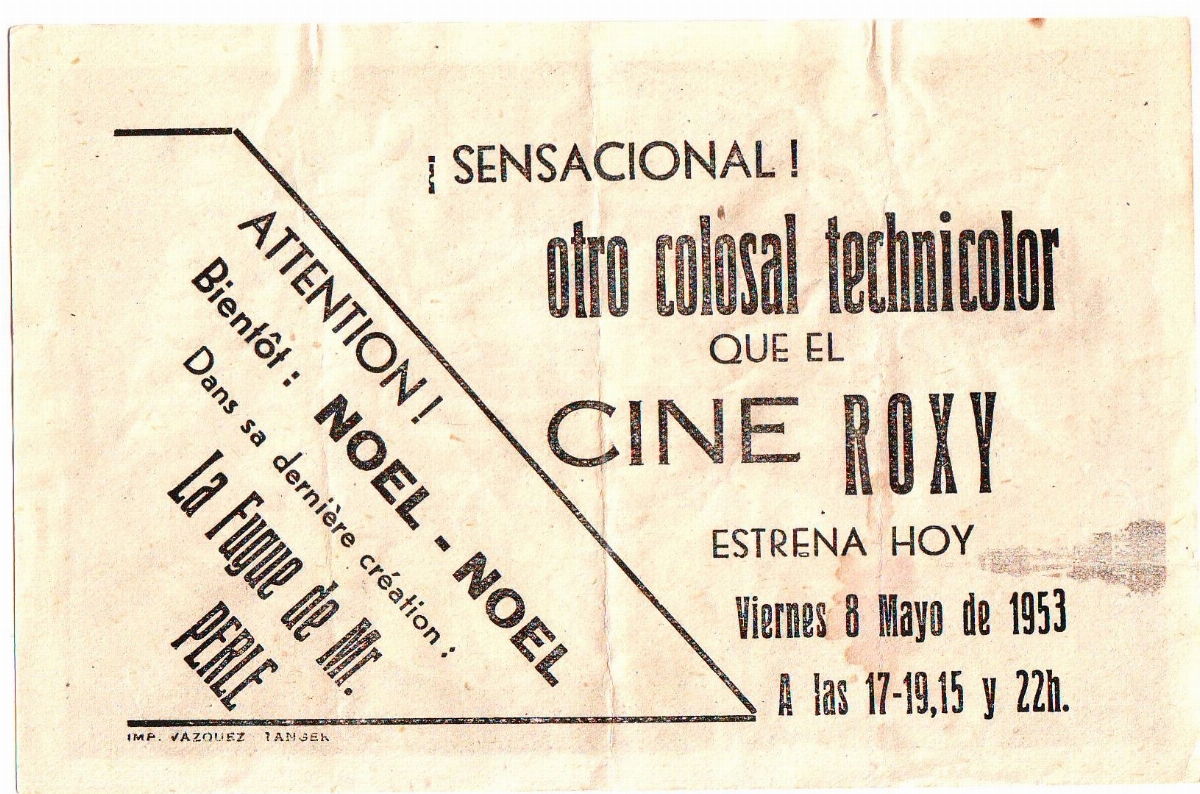 ¡ SENSACIONAL !
otro colosal technicolor
QUE EL
CINE ROXY
ESTRENA HOY
Viernes 8 Mayo de 1953
A las 17-19,15 y 22h.
ATTENTION !
Bientôt : NOEL - NOEL
Dans sa dernière création :
La Fugue de Mr.
PERLE
IMP. VAZQUEZ TANGER